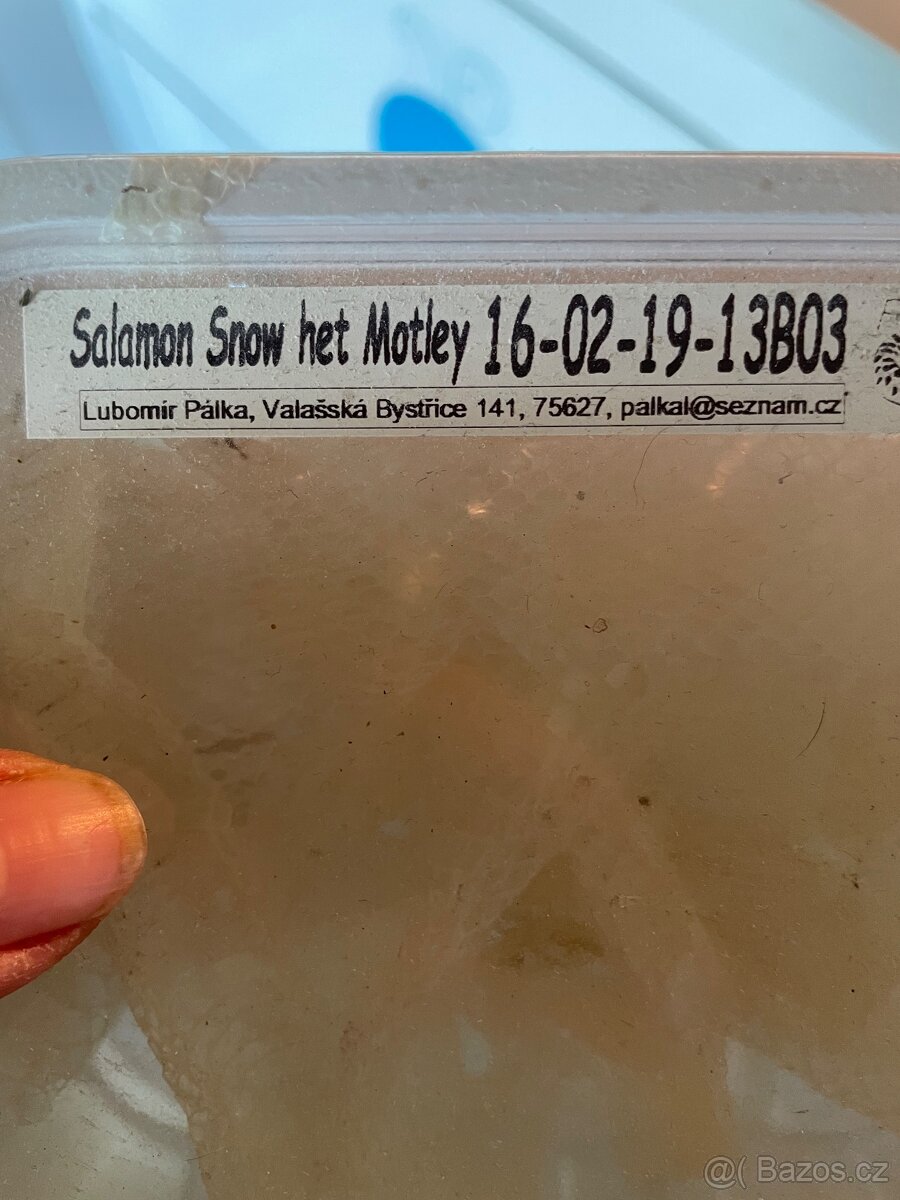 Salamon Snow het Motley 16-02-19-13B03
Lubomír Pálka, Valašská Bystřice 141, 75627, palkal@seznam.cz
@( Bazos.cz